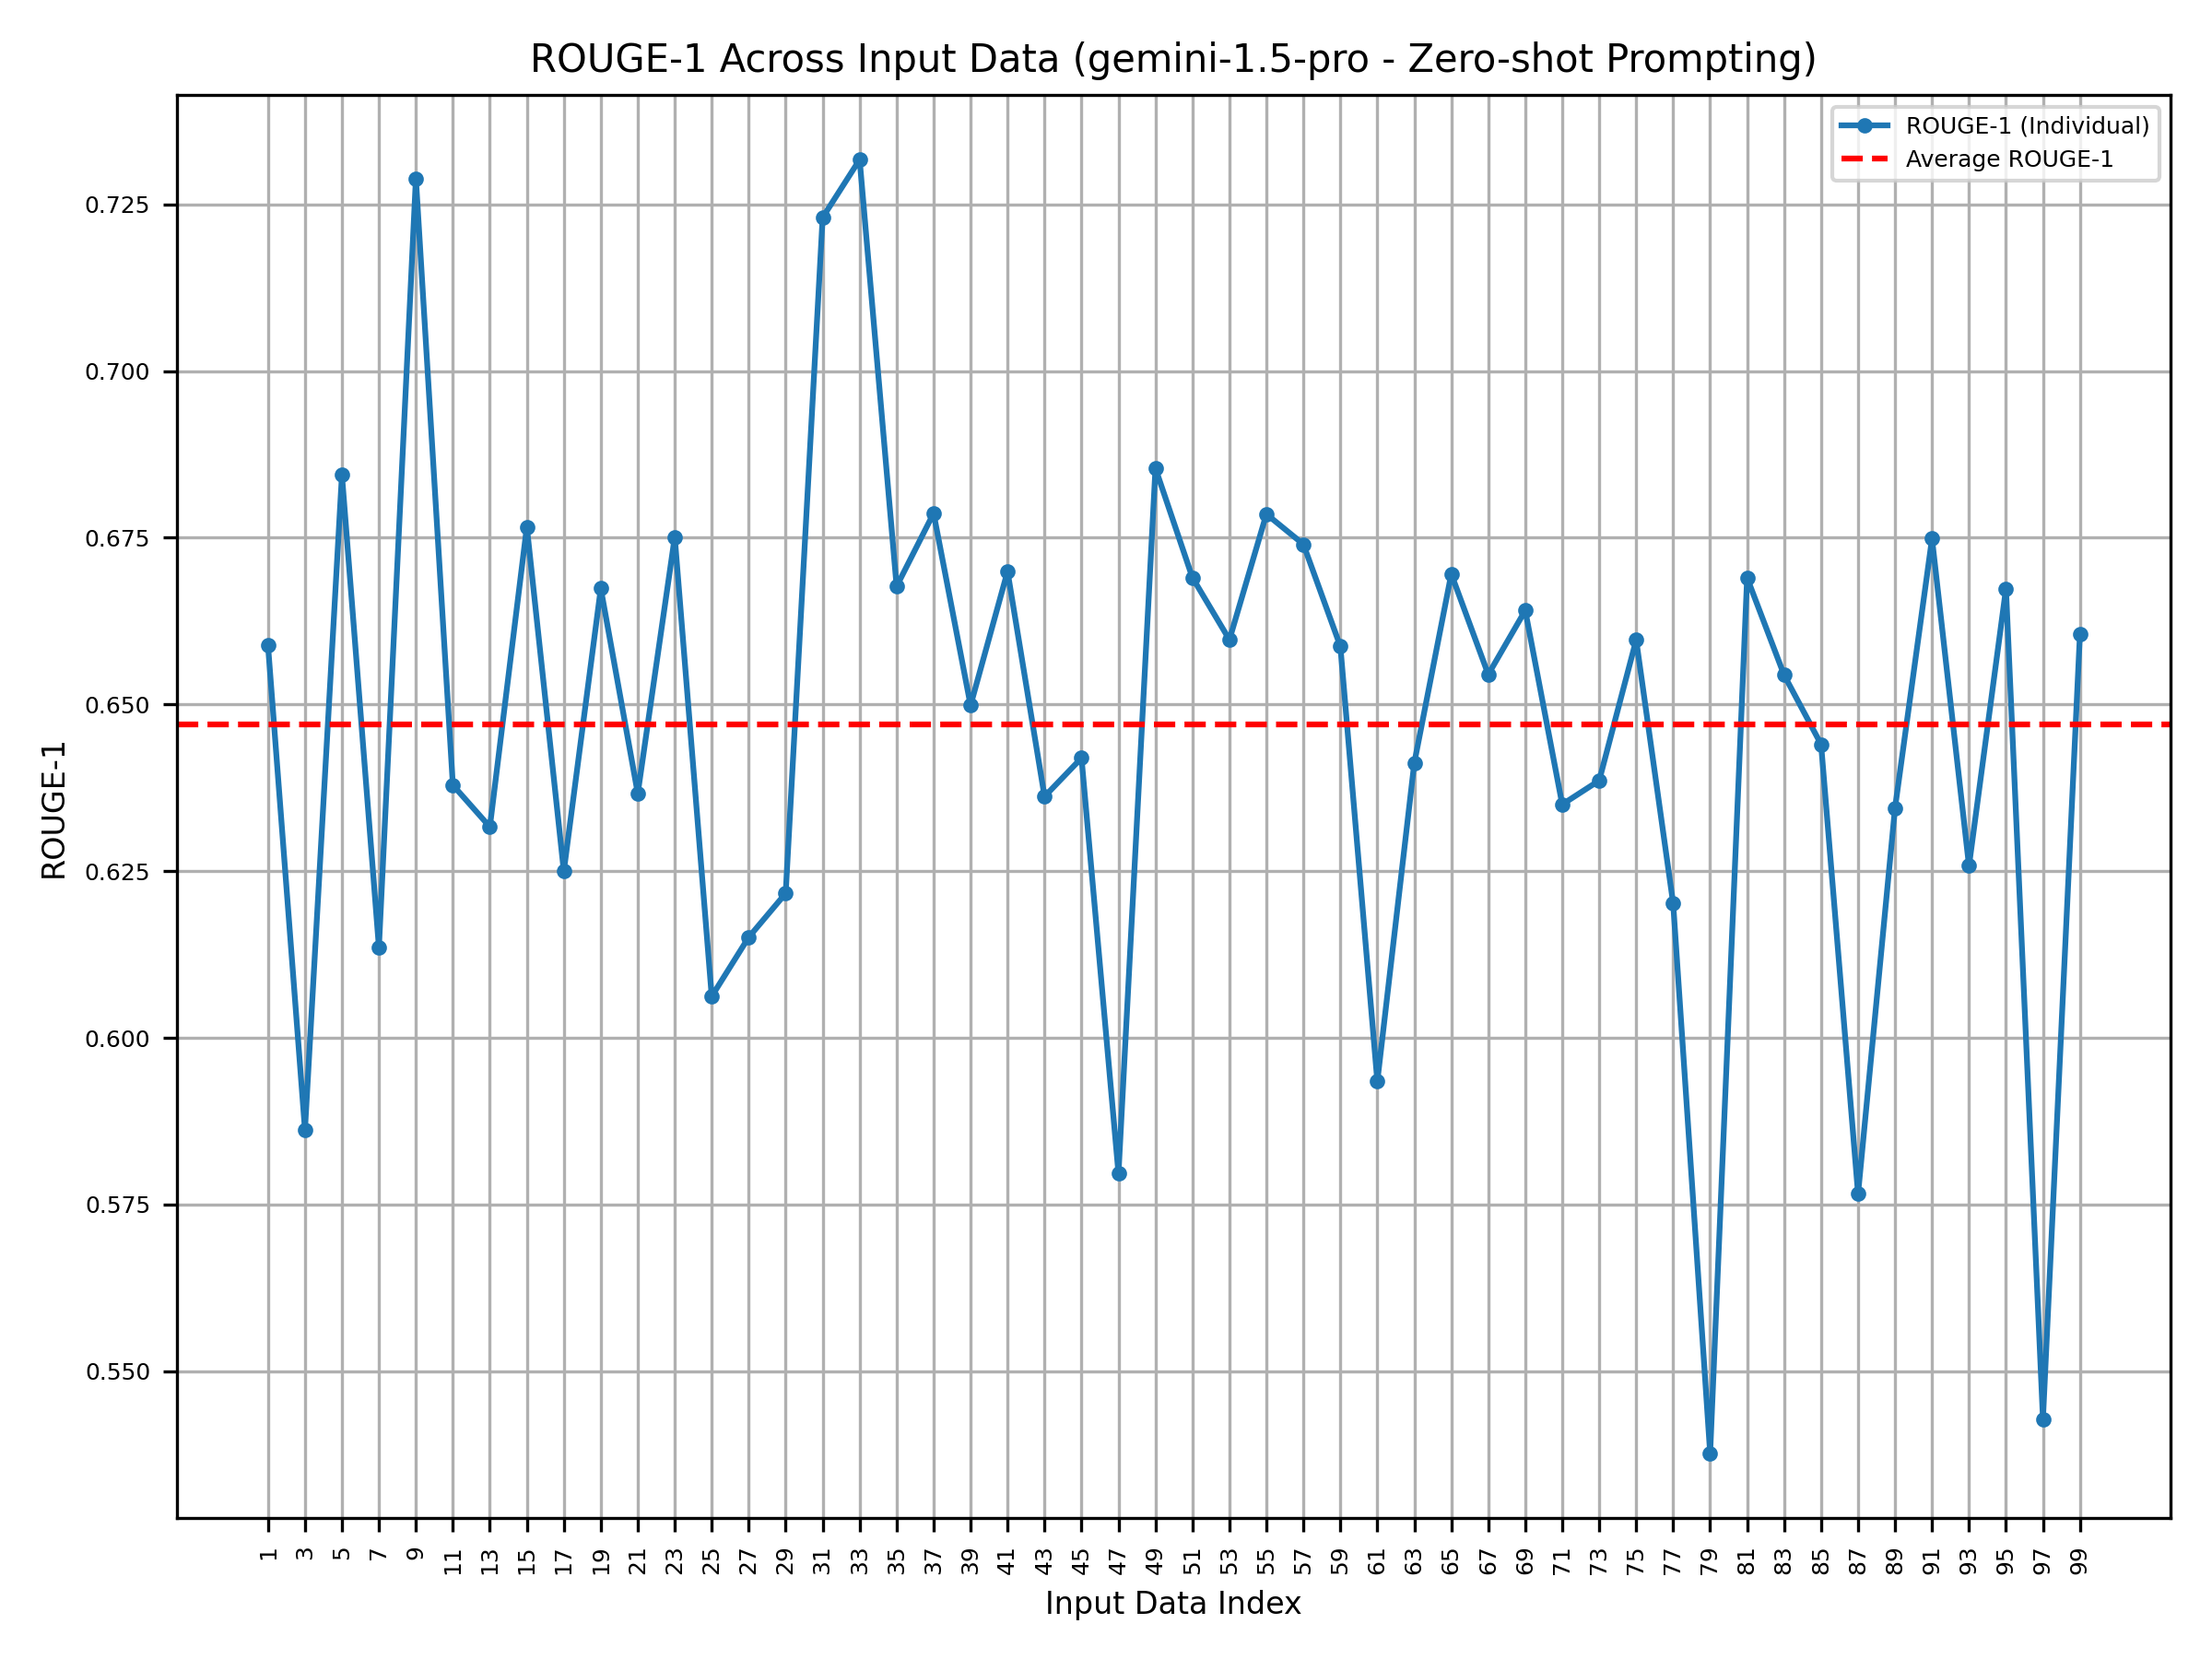 ROUGE-1 Across Input Data (gemini-1.5-pro - Zero-shot Prompting)
ROUGE-1 (Individual)
Average ROUGE-1
0.725
0.700
0.675
0.650
0.625
0.600
0.575
0.550
ROUGE-1
1 3 5 7 9 11 13 15 17 19 21 23 25 27 29 31 33 35 37 39 41 43 45 47 49 51 53 55 57 59 61 63 65 67 69 71 73 75 77 79 81 83 85 87 89 91 93 95 97 99
Input Data Index